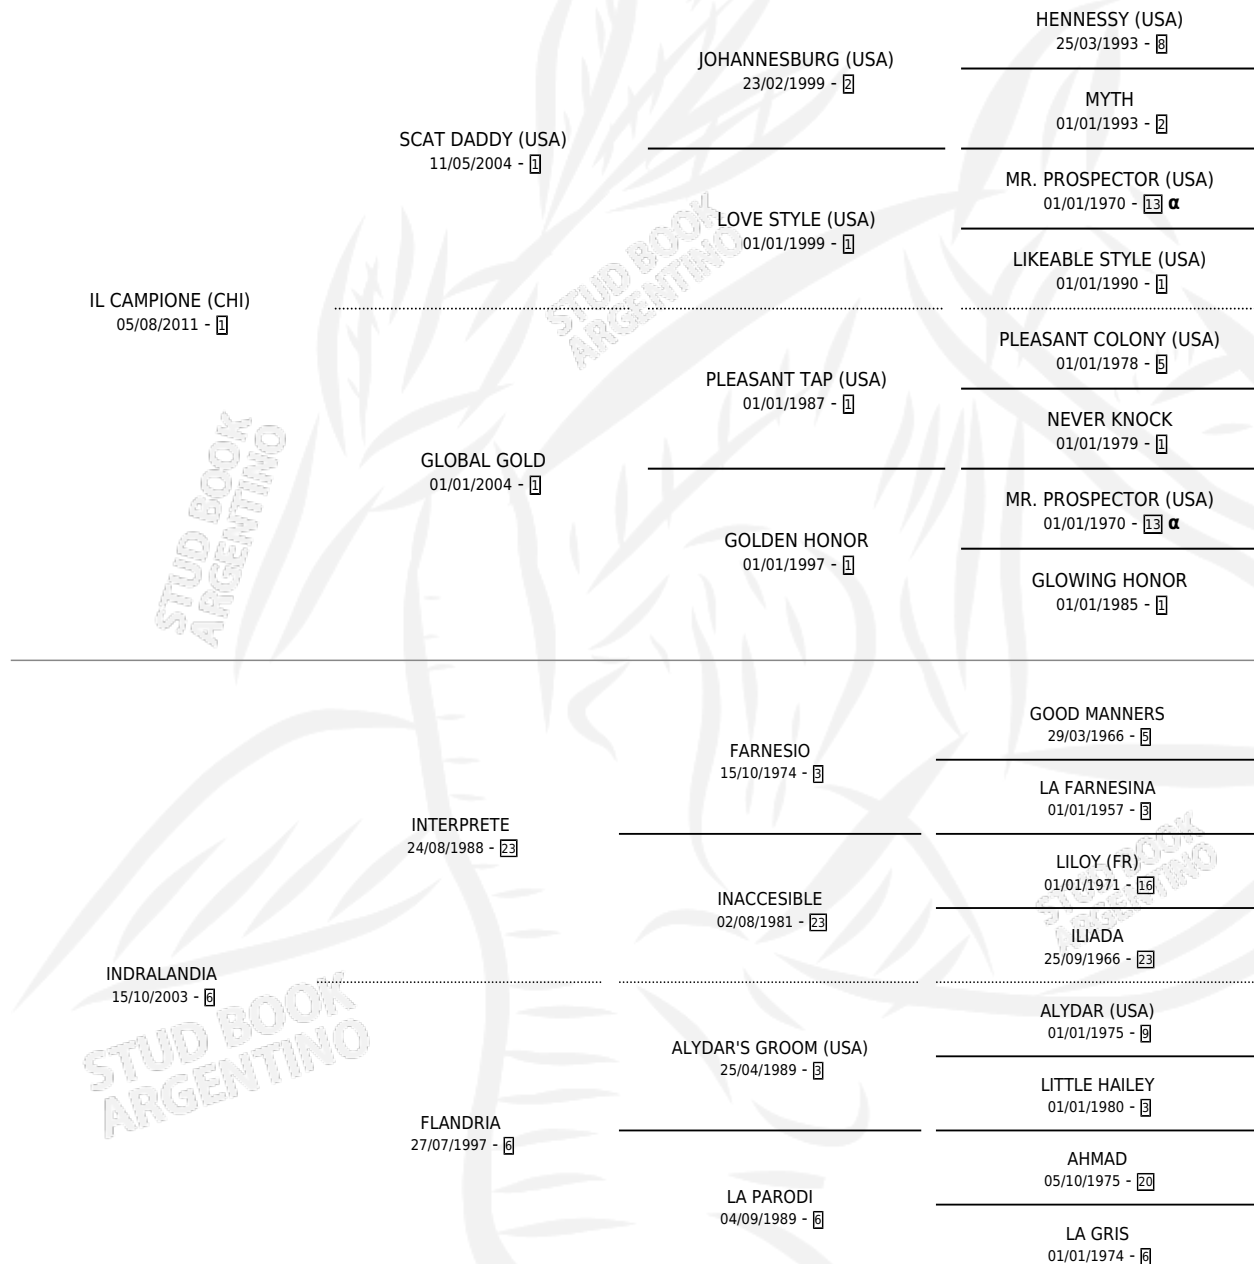 HENNESSY (USA)
25/03/1993 - 8
JOHANNESBURG (USA)
23/02/1999 - 2
MYTH
01/01/1993 - 2
SCAT DADDY (USA)
11/05/2004 - 1
MR. PROSPECTOR (USA)
01/01/1970 - 13 α
LOVE STYLE (USA)
01/01/1999 - 1
LIKEABLE STYLE (USA)
01/01/1990 - 1
IL CAMPIONE (CHI)
05/08/2011 - 1
PLEASANT COLONY (USA)
01/01/1978 - 5
PLEASANT TAP (USA)
01/01/1987 - 1
NEVER KNOCK
01/01/1979 - 1
GLOBAL GOLD
01/01/2004 - 1
MR. PROSPECTOR (USA)
01/01/1970 - 13 α
GOLDEN HONOR
01/01/1997 - 1
GLOWING HONOR
01/01/1985 - 1
GOOD MANNERS
29/03/1966 - 5
FARNESIO
15/10/1974 - 3
LA FARNESINA
01/01/1957 - 3
INTERPRETE
24/08/1988 - 23
LILOY (FR)
01/01/1971 - 16
INACCESIBLE
02/08/1981 - 23
ILIADA
25/09/1966 - 23
INDRALANDIA
15/10/2003 - 6
ALYDAR (USA)
01/01/1975 - 9
ALYDAR'S GROOM (USA)
25/04/1989 - 3
LITTLE HAILEY
01/01/1980 - 3
FLANDRIA
27/07/1997 - 6
AHMAD
05/10/1975 - 20
LA PARODI
04/09/1989 - 6
LA GRIS
01/01/1974 - 6
STUD BOOK
ARGENTINO
STUD BOOK
ARGENTINO
STUD BOOK
ARGENTINO
STUD BOOK
ARGENTINO